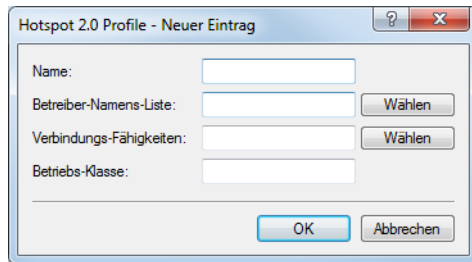 Hotspot 2.0 Profile - Neuer Eintrag
Name:
Betreiber-Namens-Liste: Wählen
Verbindungs-Fähigkeiten: Wählen
Betriebs-Klasse:
OK Abbrechen